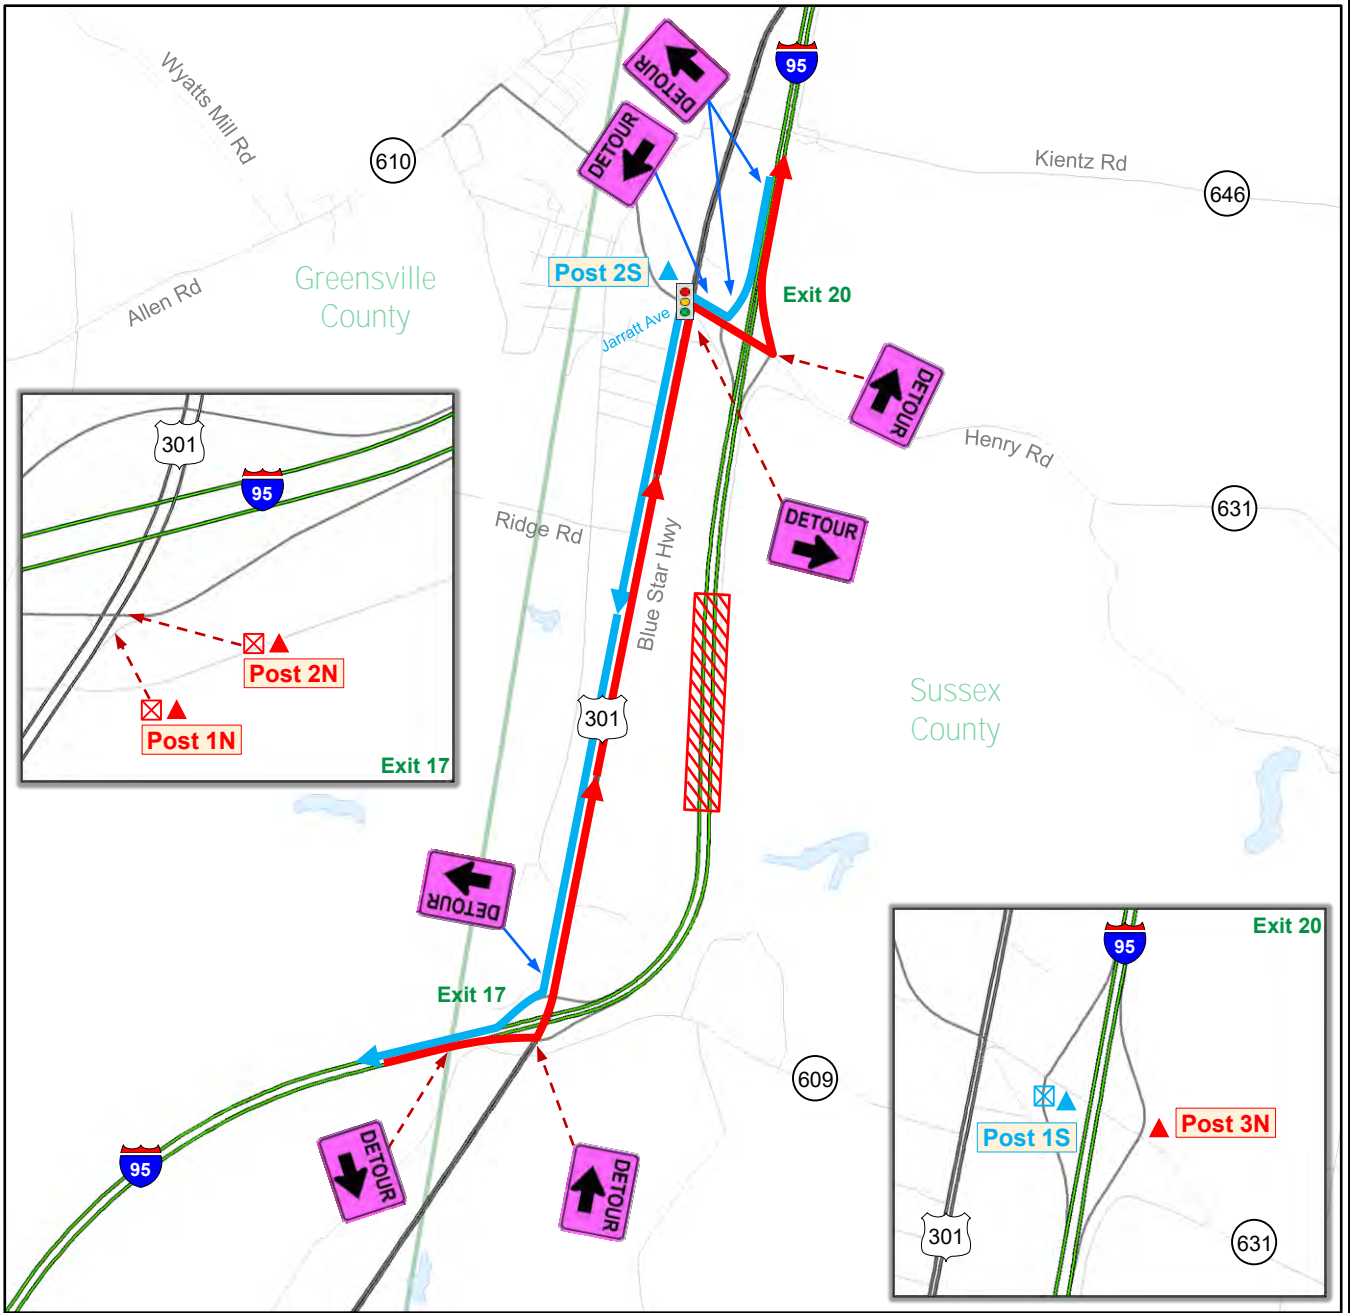 Wyatts Mill Rd
610
95
Kientz Rd
646
DETOUR
DETOUR
Greensville
County
Allen Rd
Post 2S
Jarratt Ave
Exit 20
DETOUR
Henry Rd
631
DETOUR
Ridge Rd
Blue Star Hwy
301
Sussex
County
301
95
Post 2N
Post 1N
Exit 17
DETOUR
Exit 17
609
DETOUR
DETOUR
95
Exit 20
95
Post 1S
Post 3N
301
631